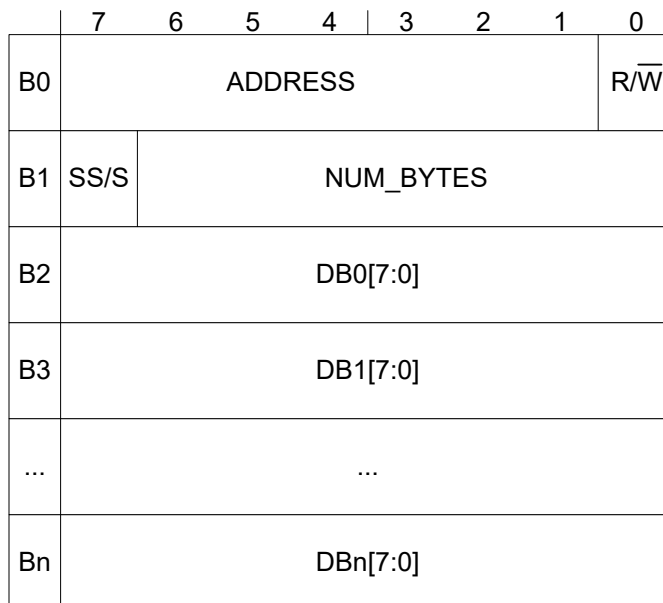 7 6 5 4 3 2 1 0
B0 ADDRESS R/W̅
B1 SS/S NUM_BYTES
B2 DB0[7:0]
B3 DB1[7:0]
... ...
Bn DBn[7:0]